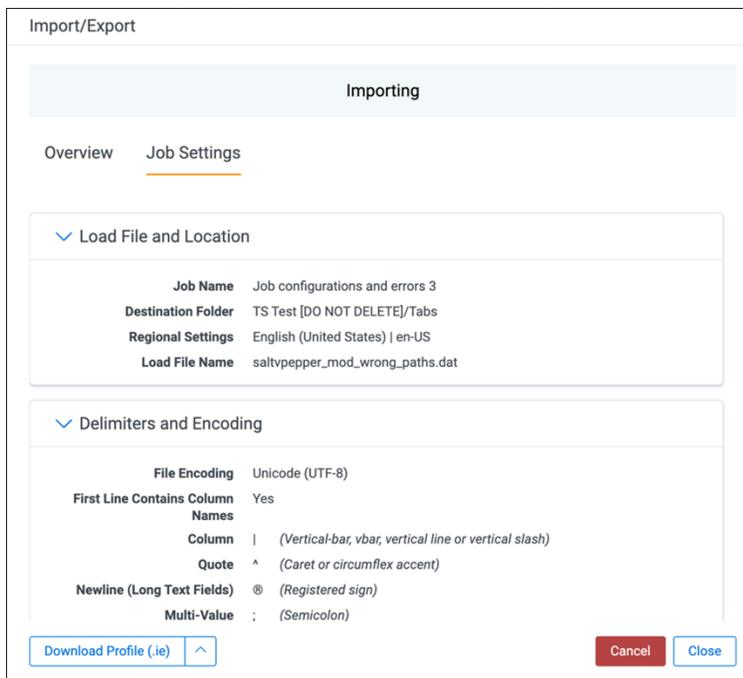 Import/Export
Importing
Overview Job Settings
Load File and Location
Job Name Job configurations and errors 3
Destination Folder TS Test [DO NOT DELETE]/Tabs
Regional Settings English (United States) | en-US
Load File Name saltvpepper_mod_wrong_paths.dat
Delimiters and Encoding
File Encoding Unicode (UTF-8)
First Line Contains Column Yes
Names
Column | (Vertical-bar, vbar, vertical line or vertical slash)
Quote ^ (Caret or circumflex accent)
Newline (Long Text Fields) ® (Registered sign)
Multi-Value ; (Semicolon)
Download Profile (.ie) Cancel Close